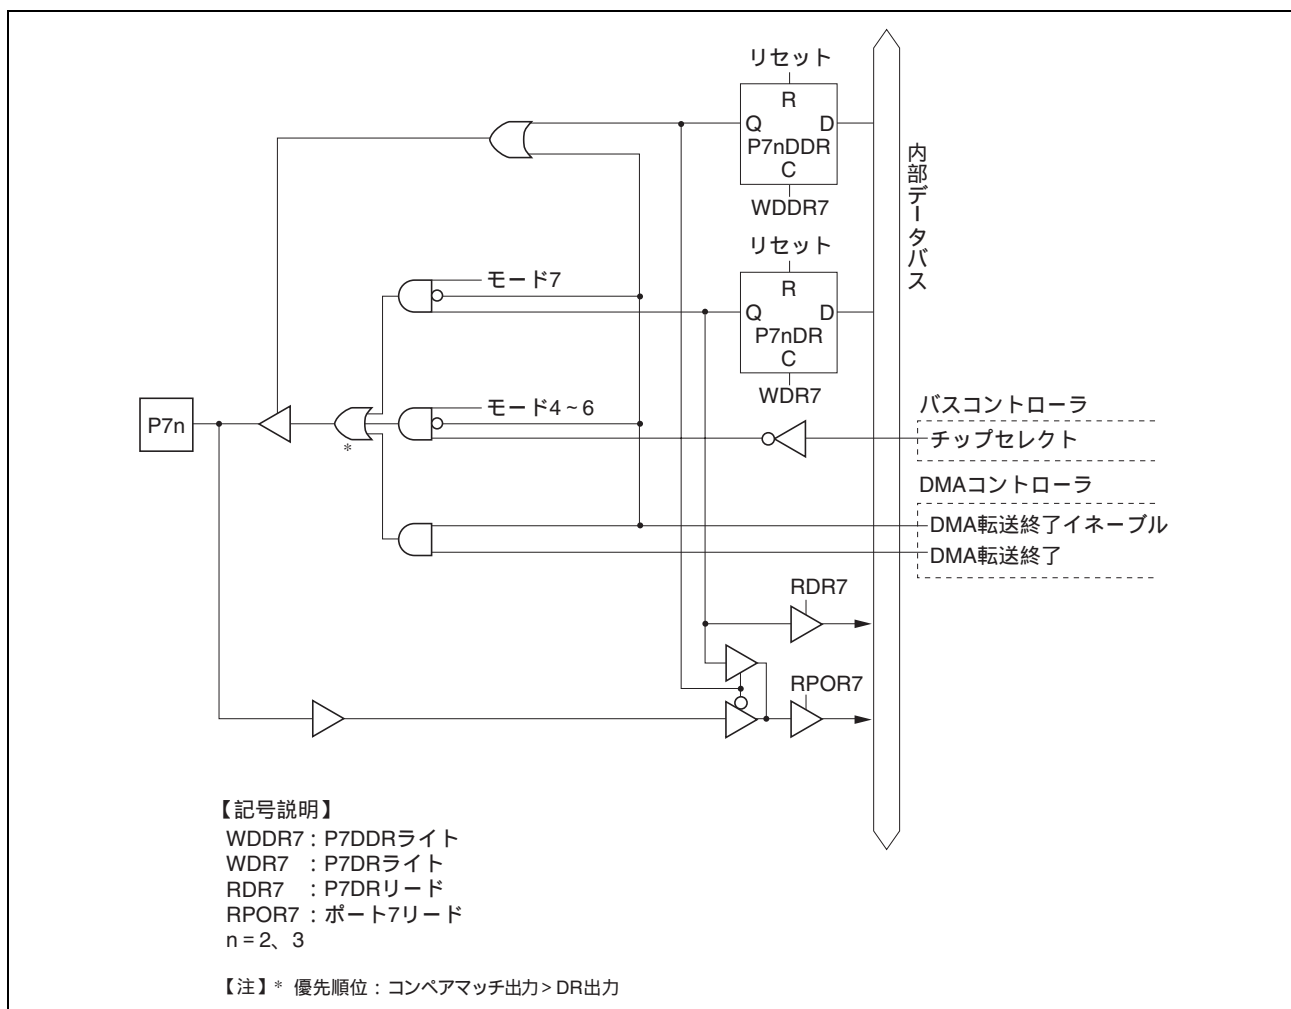 リセット
R
Q D
P7nDDR
C
WDDR7
内部データバス
リセット
モード7
R
Q D
P7nDR
C
WDR7
モード4~6
P7n
*
バスコントローラ
チップセレクト
DMAコントローラ
DMA転送終了イネーブル
DMA転送終了
RDR7
RPOR7
【記号説明】
WDDR7 : P7DDRライト
WDR7 : P7DRライト
RDR7 : P7DRリード
RPOR7 : ポート7リード
n = 2、3
【注】* 優先順位 : コンペアマッチ出力 > DR出力